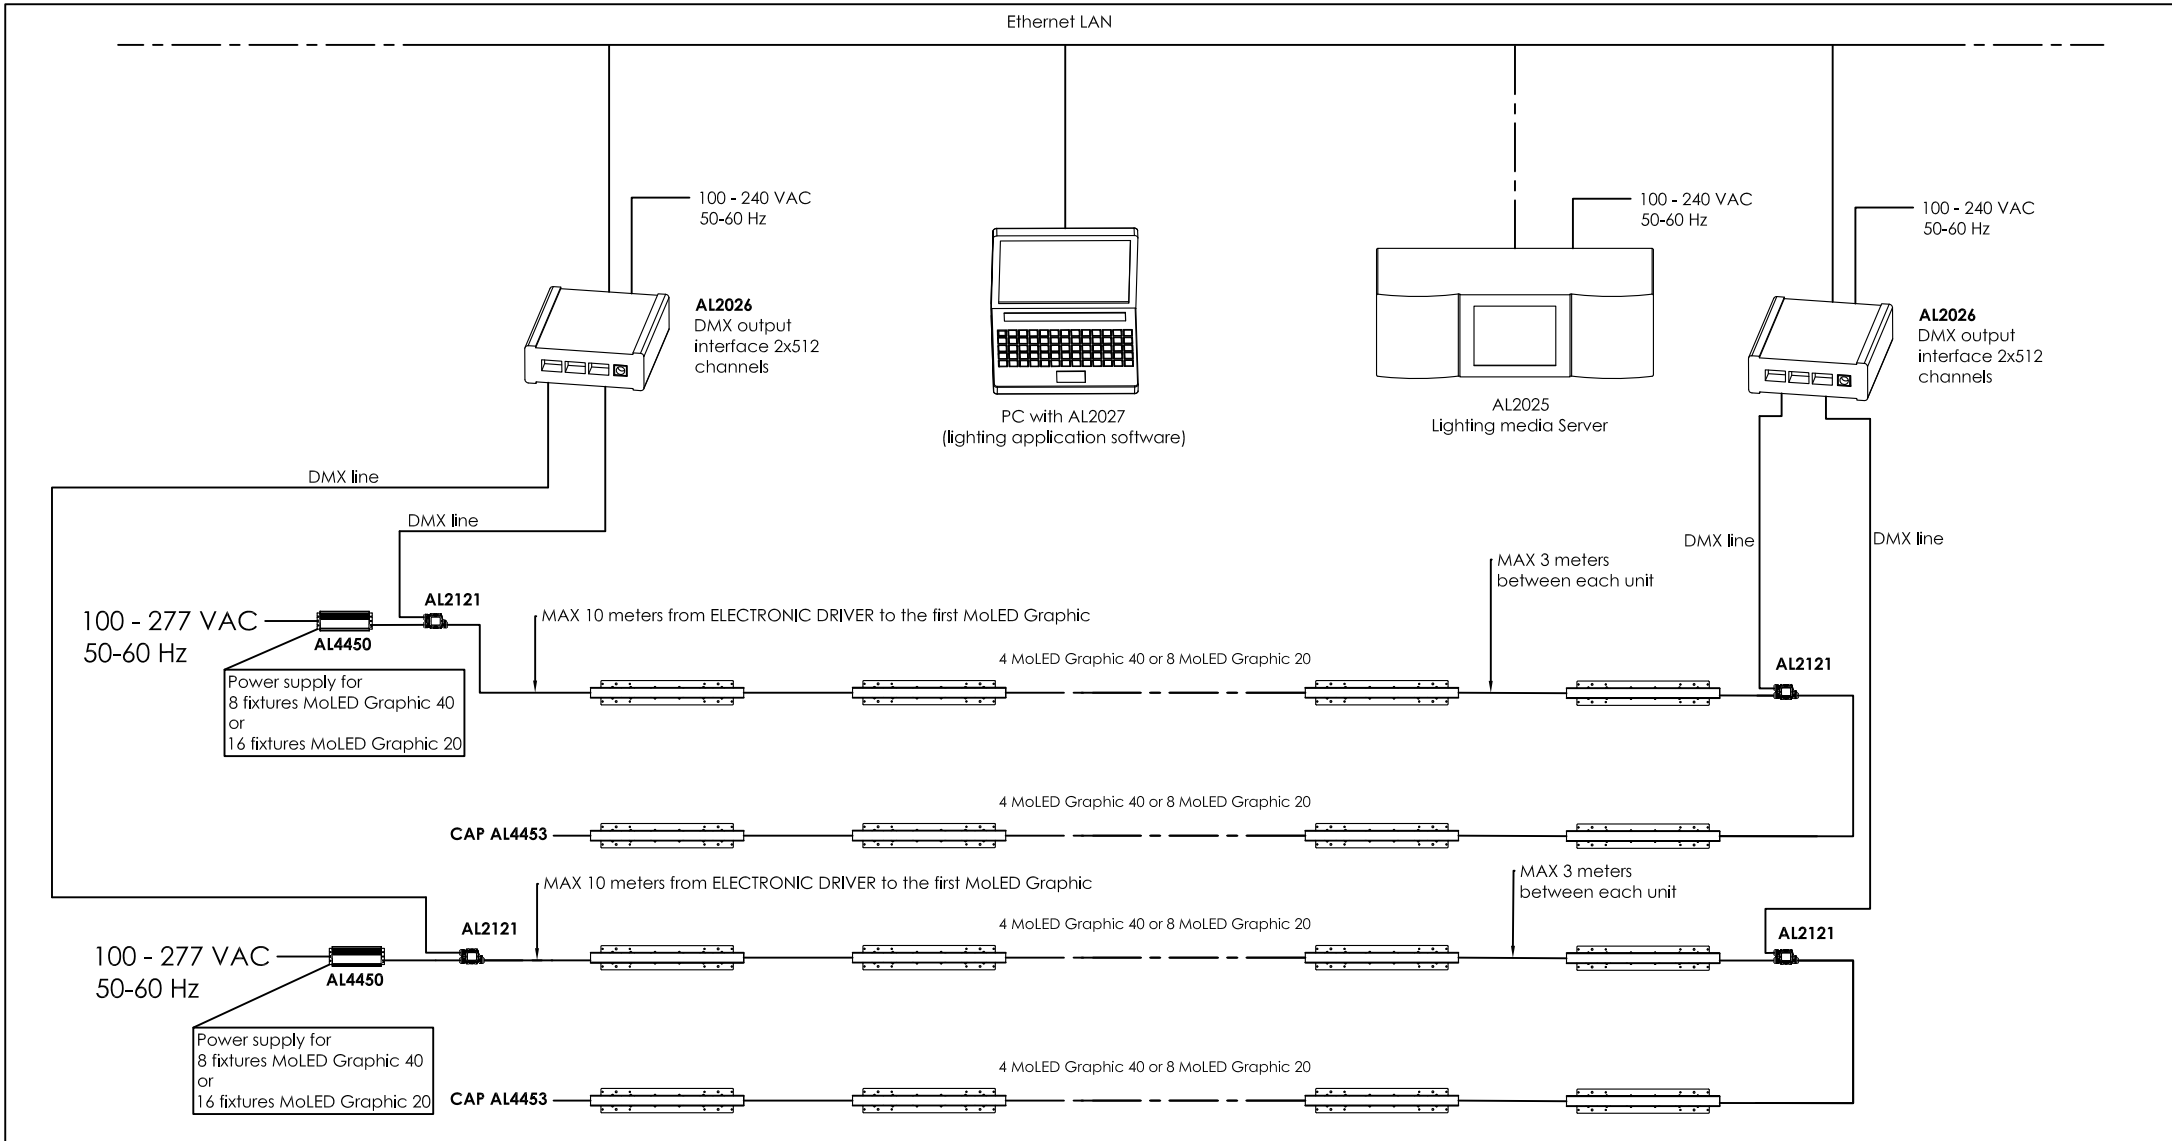 Ethernet LAN
100 - 240 VAC
50-60 Hz
100 - 240 VAC
50-60 Hz
100 - 240 VAC
50-60 Hz
AL2026
DMX output
interface 2x512
channels
AL2026
DMX output
interface 2x512
channels
PC with AL2027
(lighting application software)
AL2025
Lighting media Server
DMX line
DMX line
DMX line
DMX line
MAX 3 meters
between each unit
AL2121
100 - 277 VAC
50-60 Hz
AL4450
MAX 10 meters from ELECTRONIC DRIVER to the first MoLED Graphic
4 MoLED Graphic 40 or 8 MoLED Graphic 20
AL2121
Power supply for
8 fixtures MoLED Graphic 40
or
16 fixtures MoLED Graphic 20
4 MoLED Graphic 40 or 8 MoLED Graphic 20
CAP AL4453
MAX 10 meters from ELECTRONIC DRIVER to the first MoLED Graphic
MAX 3 meters
between each unit
4 MoLED Graphic 40 or 8 MoLED Graphic 20
AL2121
AL2121
100 - 277 VAC
50-60 Hz
AL4450
Power supply for
8 fixtures MoLED Graphic 40
or
16 fixtures MoLED Graphic 20
4 MoLED Graphic 40 or 8 MoLED Graphic 20
CAP AL4453